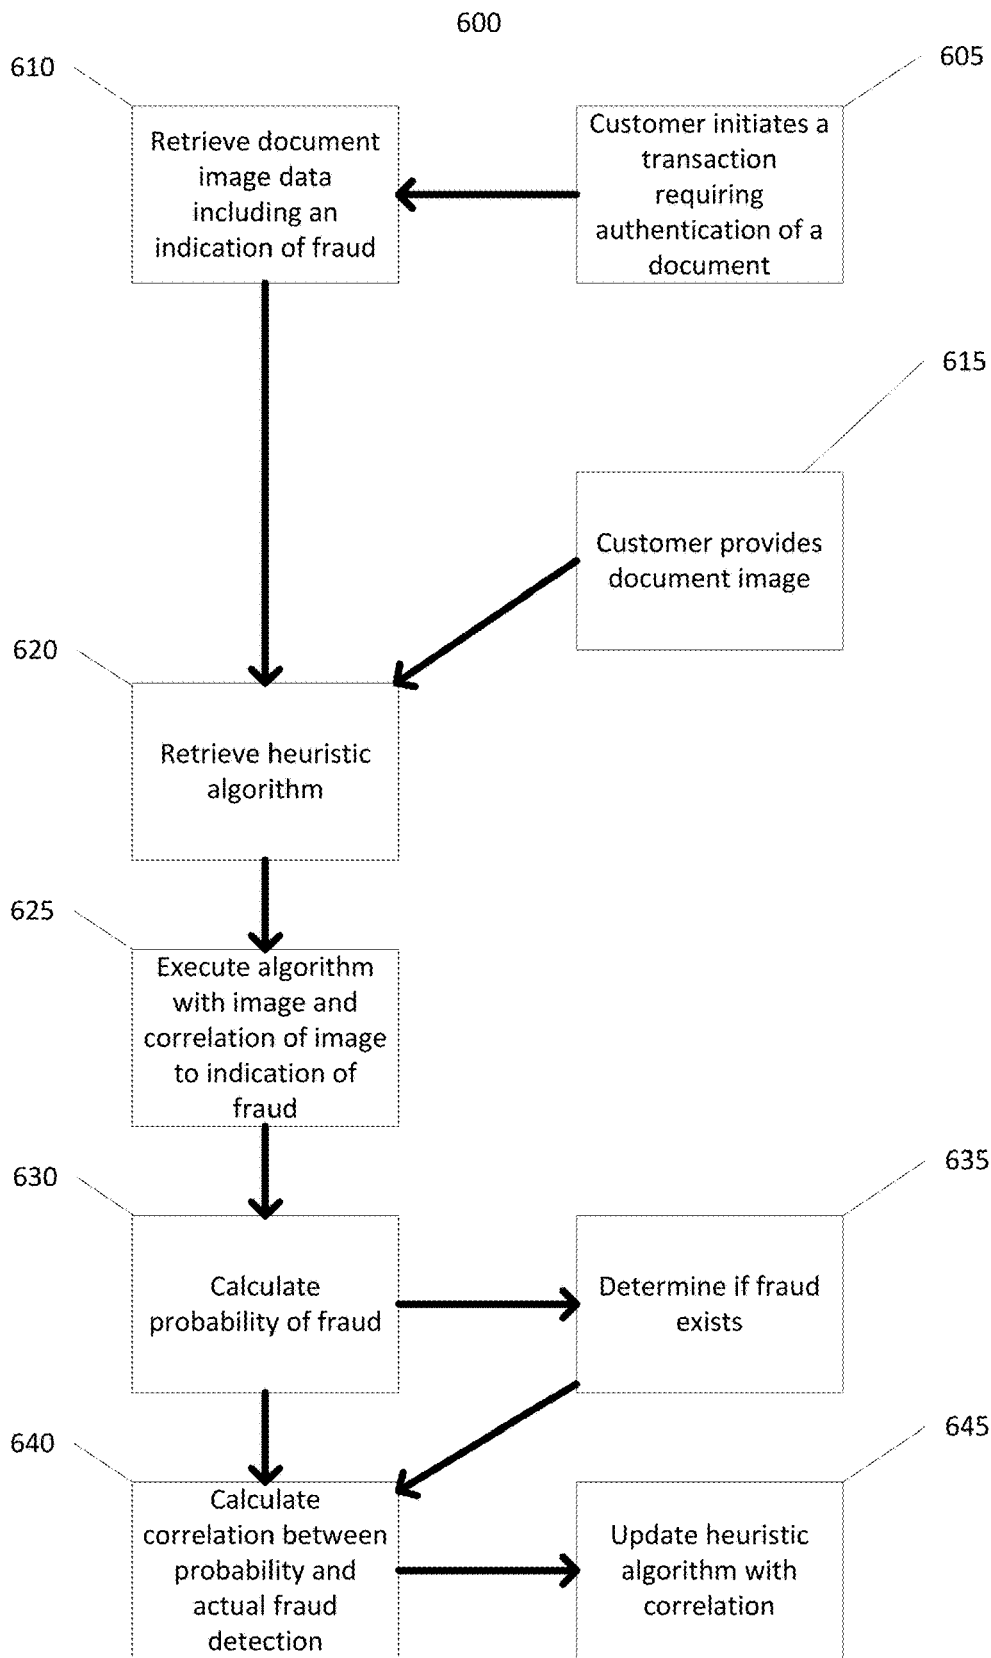 600
610
605
Retrieve document
image data
including an
indication of fraud
Customer initiates a
transaction
requiring
authentication of a
document
615
Customer provides
document image
620
Retrieve heuristic
algorithm
625
Execute algorithm
with image and
correlation of image
to indication of
fraud
630
635
Calculate
probability of fraud
Determine if fraud
exists
640
645
Calculate
correlation between
probability and
actual fraud
detection
Update heuristic
algorithm with
correlation